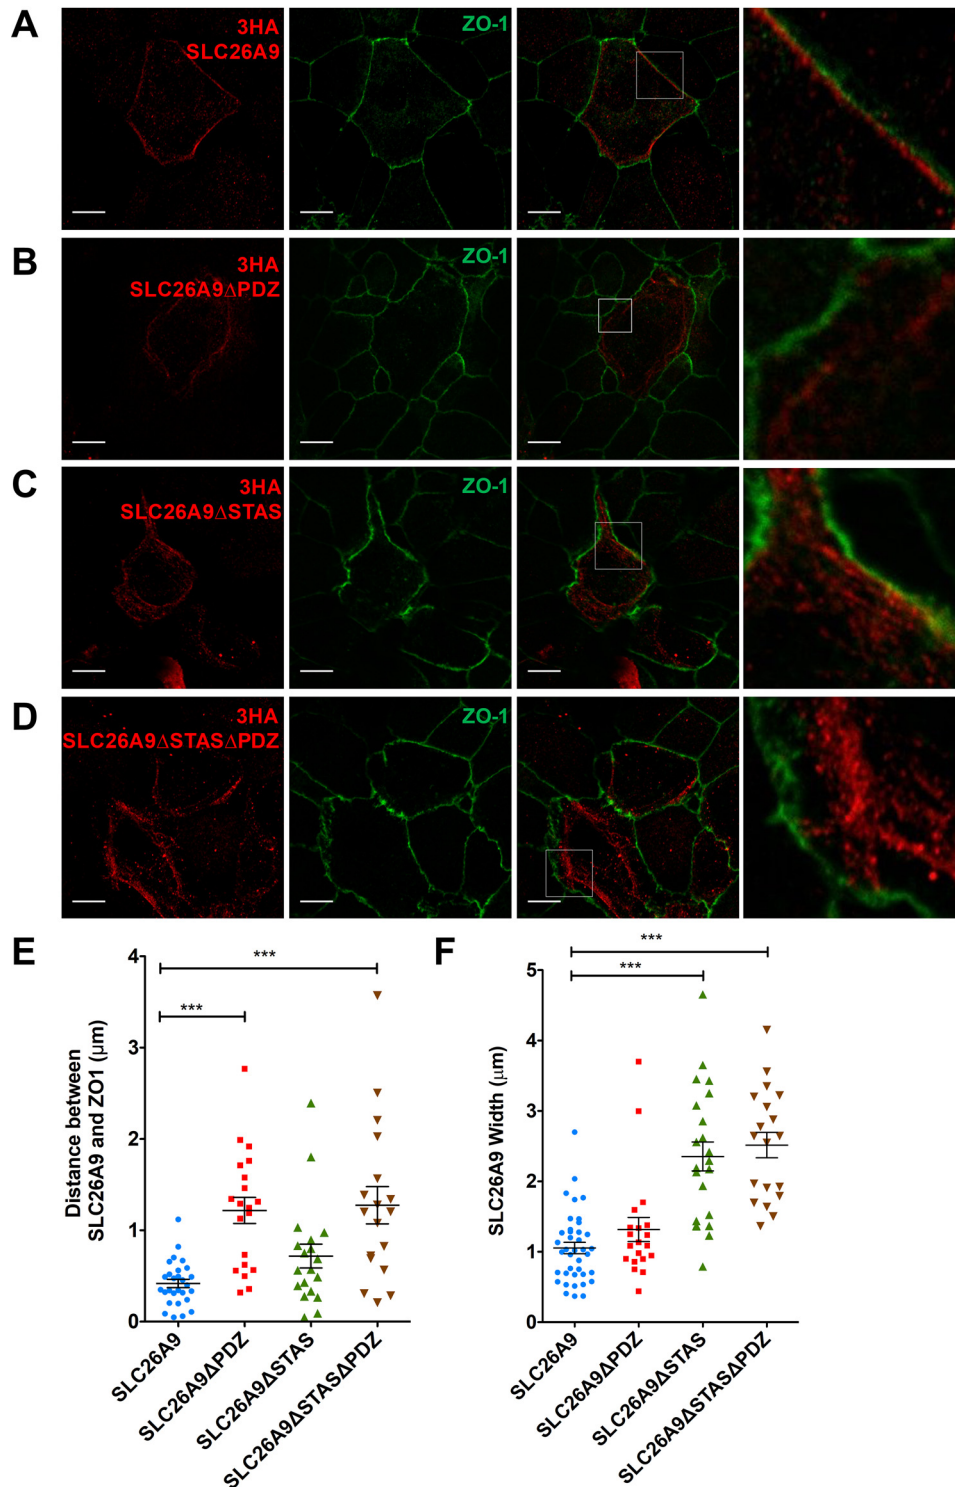 A
3HA
SLC26A9
ZO-1
B
3HA
SLC26A9ΔPDZ
ZO-1
C
3HA
SLC26A9ΔSTAS
ZO-1
D
3HA
SLC26A9ΔSTASΔPDZ
ZO-1
E
Distance between
SLC26A9 and ZO1 (μm)
4
3
2
1
0
***
***
SLC26A9
SLC26A9ΔPDZ
SLC26A9ΔSTAS
SLC26A9ΔSTASΔPDZ
F
SLC26A9 Width (μm)
5
4
3
2
1
0
***
***
SLC26A9
SLC26A9ΔPDZ
SLC26A9ΔSTAS
SLC26A9ΔSTASΔPDZ